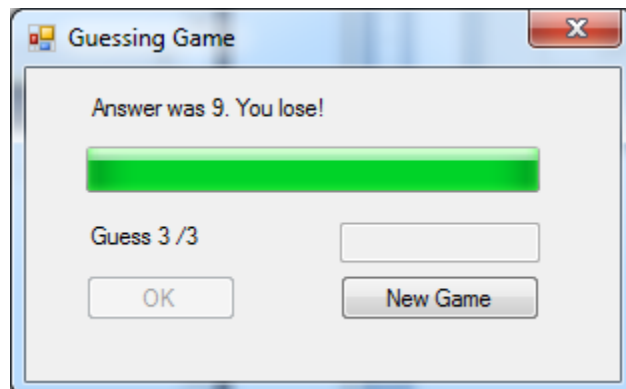 Guessing Game
Answer was 9. You lose!
Guess 3 /3
OK
New Game